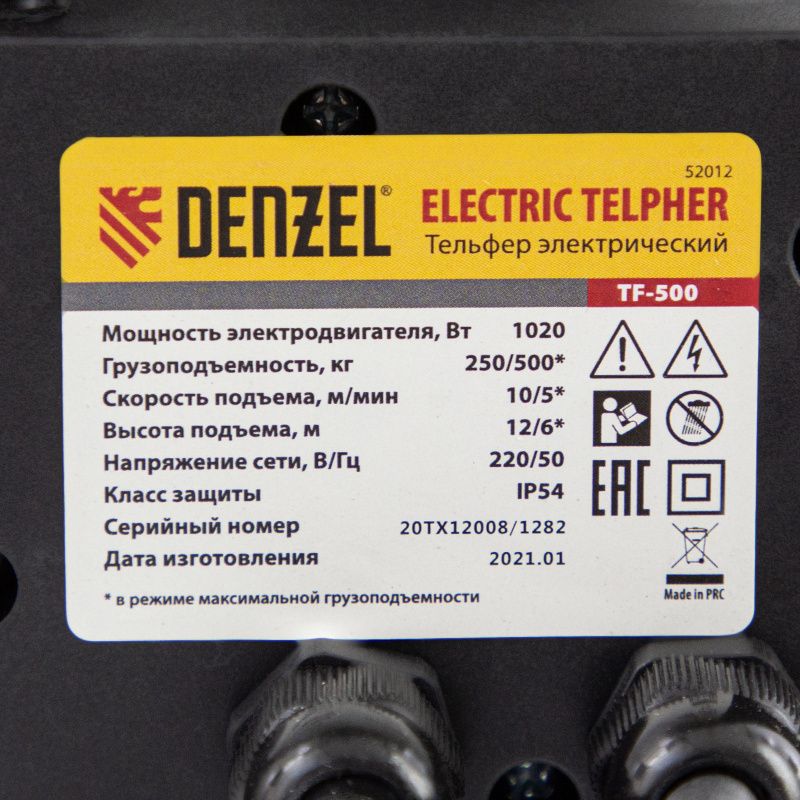 52012
DENZEL® ELECTRIC TELPHER
Тельфер электрический
TF-500
Мощность электродвигателя, Вт 1020
Грузоподъемность, кг 250/500*
Скорость подъема, м/мин 10/5*
Высота подъема, м 12/6*
Напряжение сети, В/Гц 220/50
Класс защиты IP54
Серийный номер 20TX12008/1282
Дата изготовления 2021.01
* в режиме максимальной грузоподъемности
EAC
Made in PRC